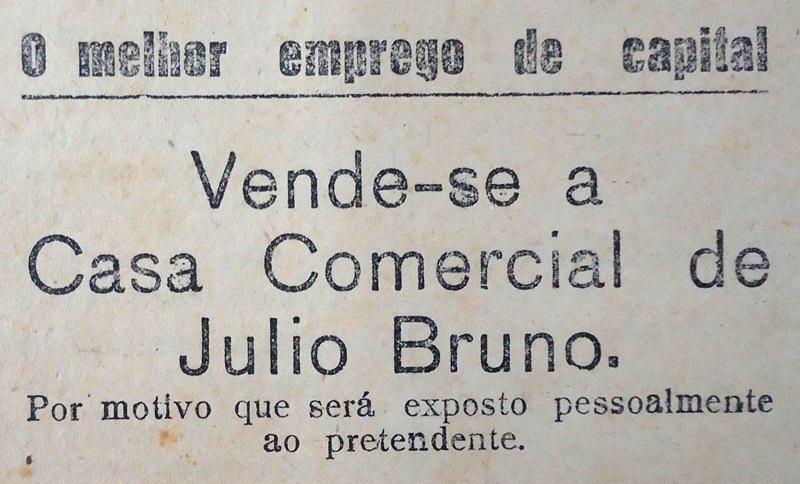 O melhor emprego de capital
Vende-se a
Casa Comercial de
Julio Bruno.
Por motivo que será exposto pessoalmente
ao pretendente.